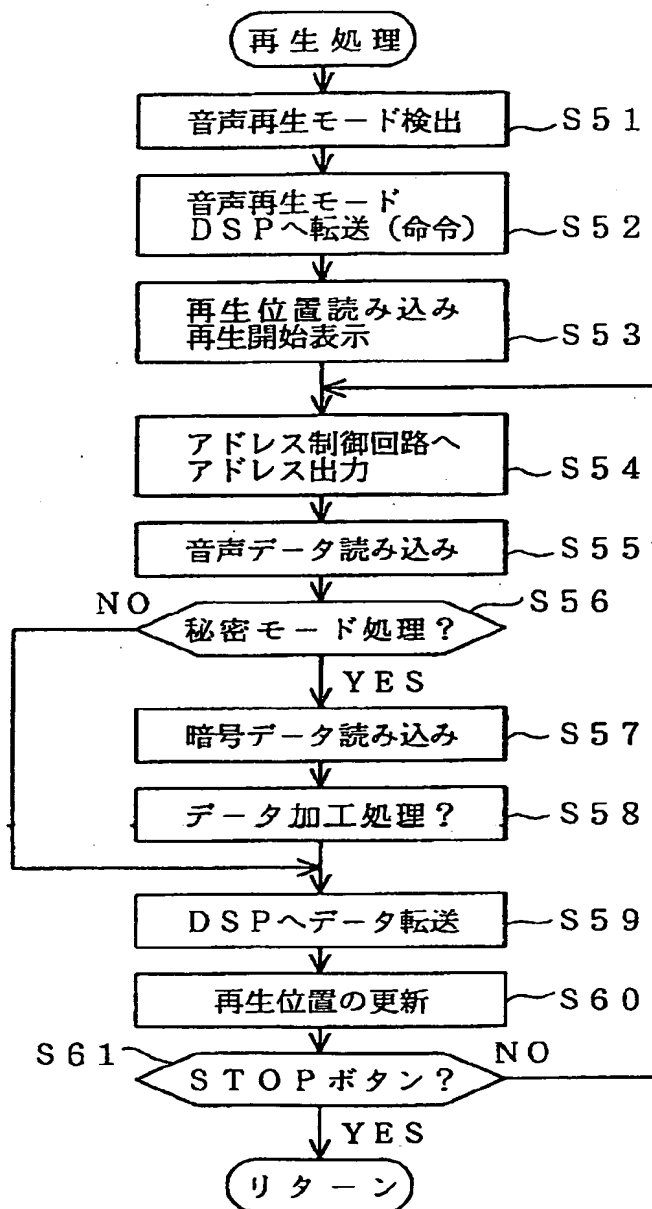 再生処理
音声再生モード検出
S51
音声再生モード
DSPへ転送（命令）
S52
再生位置読み込み
再生開始表示
S53
アドレス制御回路へ
アドレス出力
S54
音声データ読み込み
S55
NO
S56
秘密モード処理？
YES
暗号データ読み込み
S57
データ加工処理？
S58
DSPへデータ転送
S59
再生位置の更新
S60
S61
NO
STOPボタン？
YES
リターン